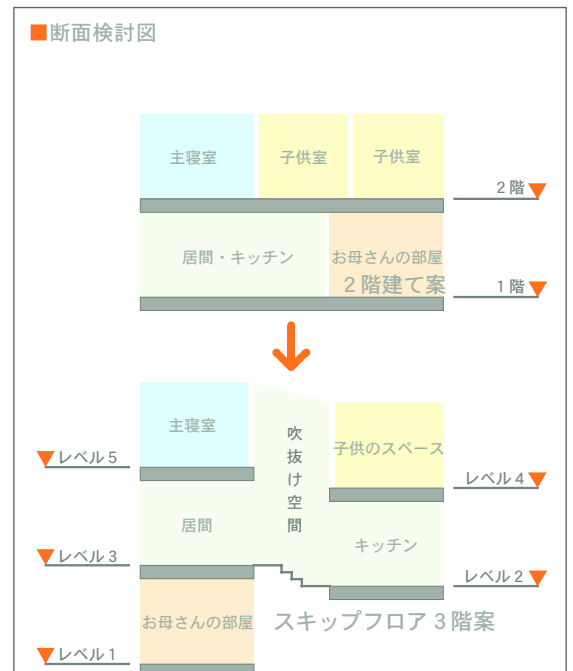 ■断面検討図
主寝室
子供室
子供室
2階
居間・キッチン
お母さんの部屋
2階建て案
1階
主寝室
吹抜け空間
子供のスペース
レベル5
レベル4
居間
キッチン
レベル3
レベル2
お母さんの部屋
スキップフロア3階案
レベル1